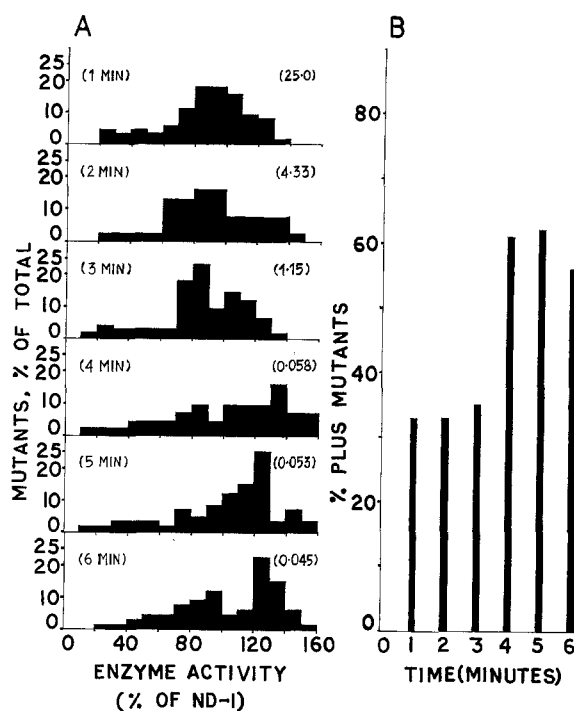 A
MUTANTS, % OF TOTAL
25
20
10
0
(1 MIN)
(25·0)
25
20
10
0
(2 MIN)
(4·33)
25
20
10
0
(3 MIN)
(1·15)
25
20
10
0
(4 MIN)
(0·058)
25
20
10
0
(5 MIN)
(0·053)
25
20
10
0
(6 MIN)
(0·045)
0 40 80 120 160
ENZYME ACTIVITY
(% OF ND-1)
B
% PLUS MUTANTS
80
60
40
20
0
0 1 2 3 4 5 6
TIME(MINUTES)